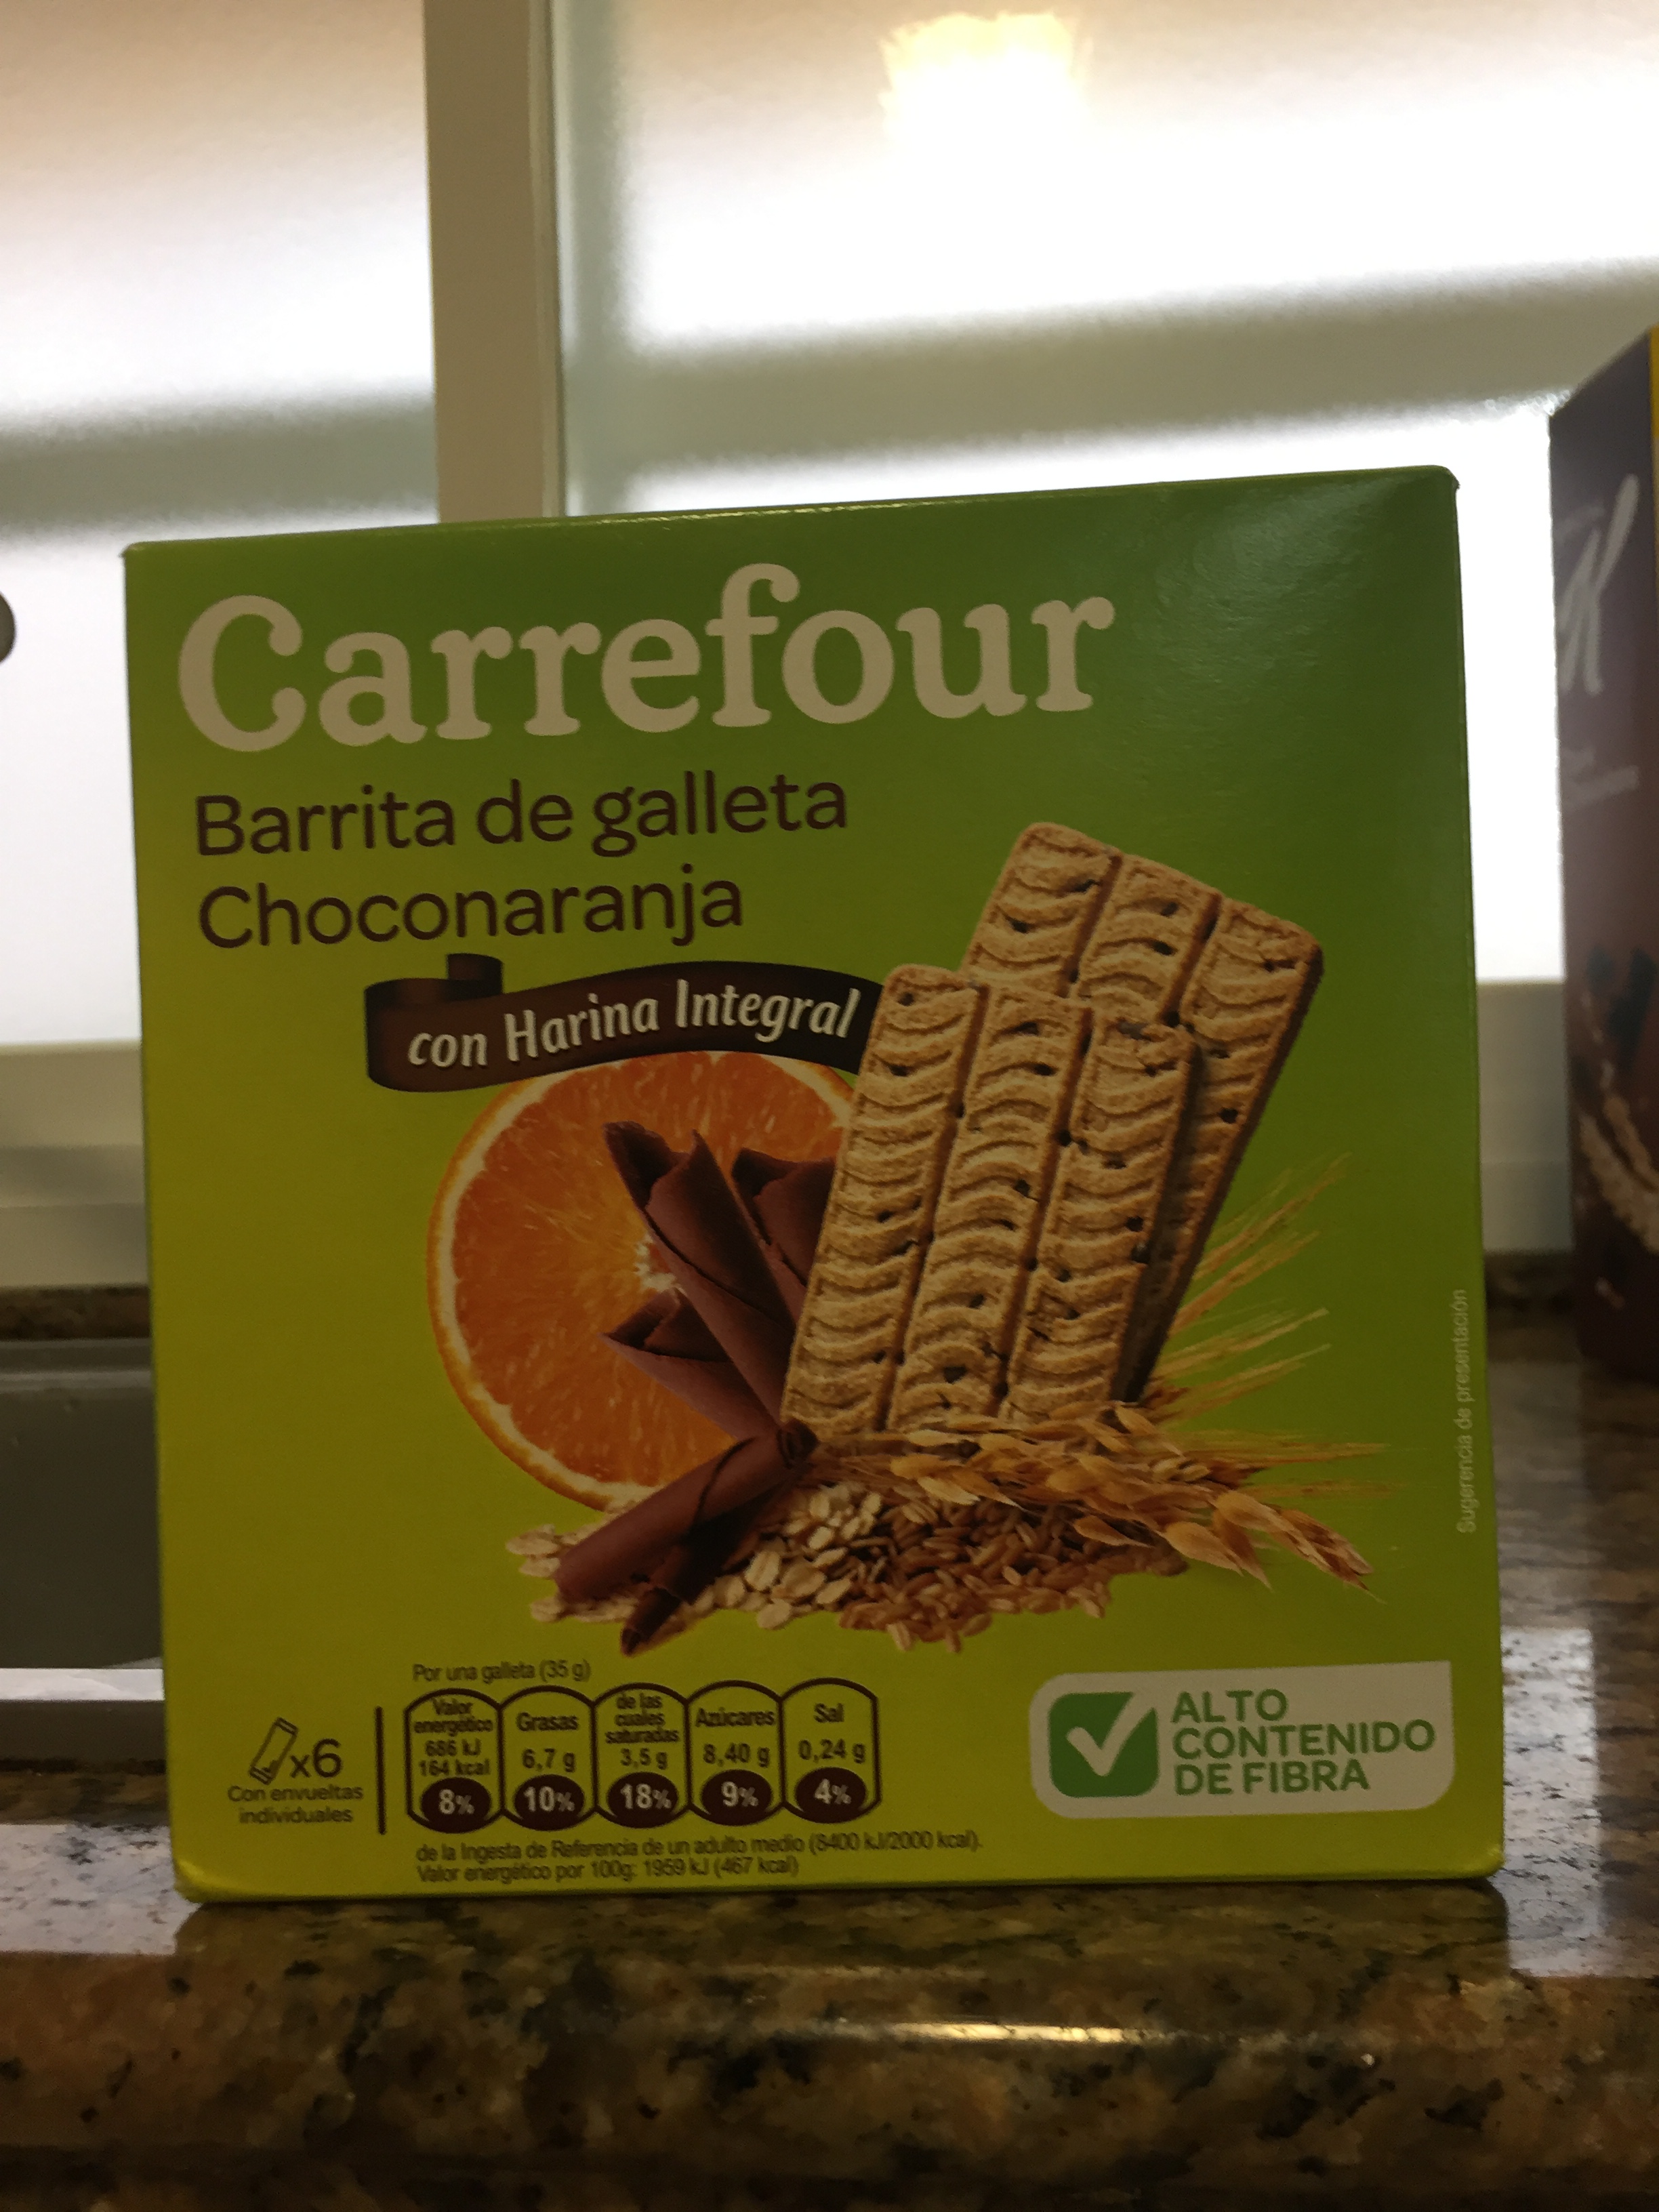 Carrefour
Barrita de galleta
Choconaranja
con Harina Integral
Sugerencia de presentación
x6
Con envueltas
individuales
Por una galleta (35 g)
Valor
energético
686 kJ
164 kcal
8%
Grasas
6,7 g
10%
de las
cuales
saturadas
3,5 g
18%
Azúcares
8,40 g
9%
Sal
0,24 g
4%
de la Ingesta de Referencia de un adulto medio (8400 kJ/2000 kcal).
Valor energético por 100g: 1959 kJ (467 kcal)
ALTO
CONTENIDO
DE FIBRA